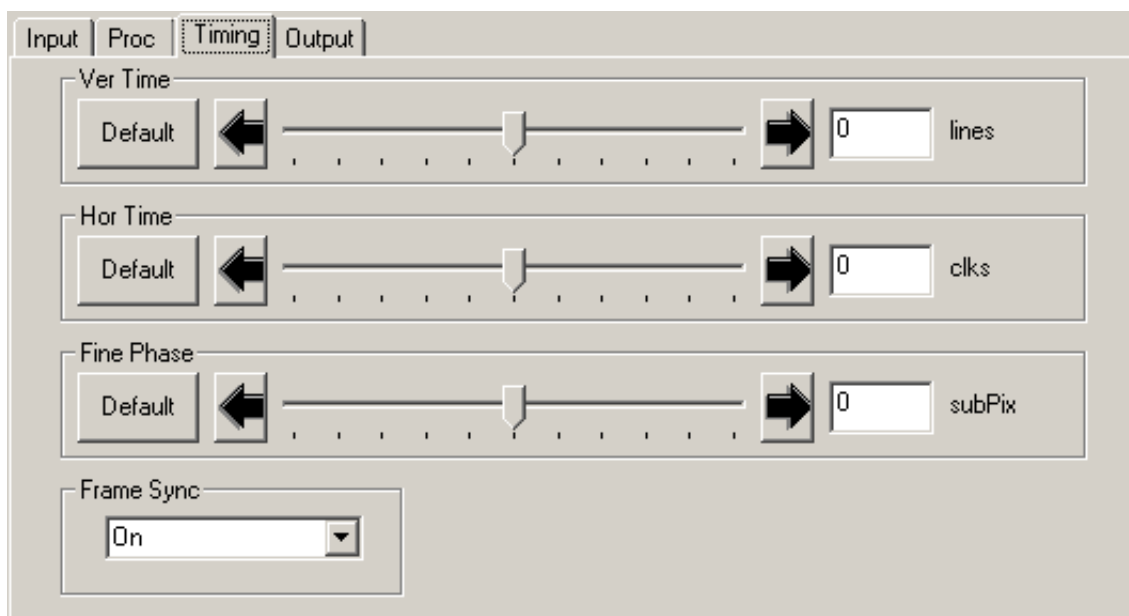 Input Proc Timing Output
Ver Time
Default 0 lines
Hor Time
Default 0 clks
Fine Phase
Default 0 subPix
Frame Sync
On